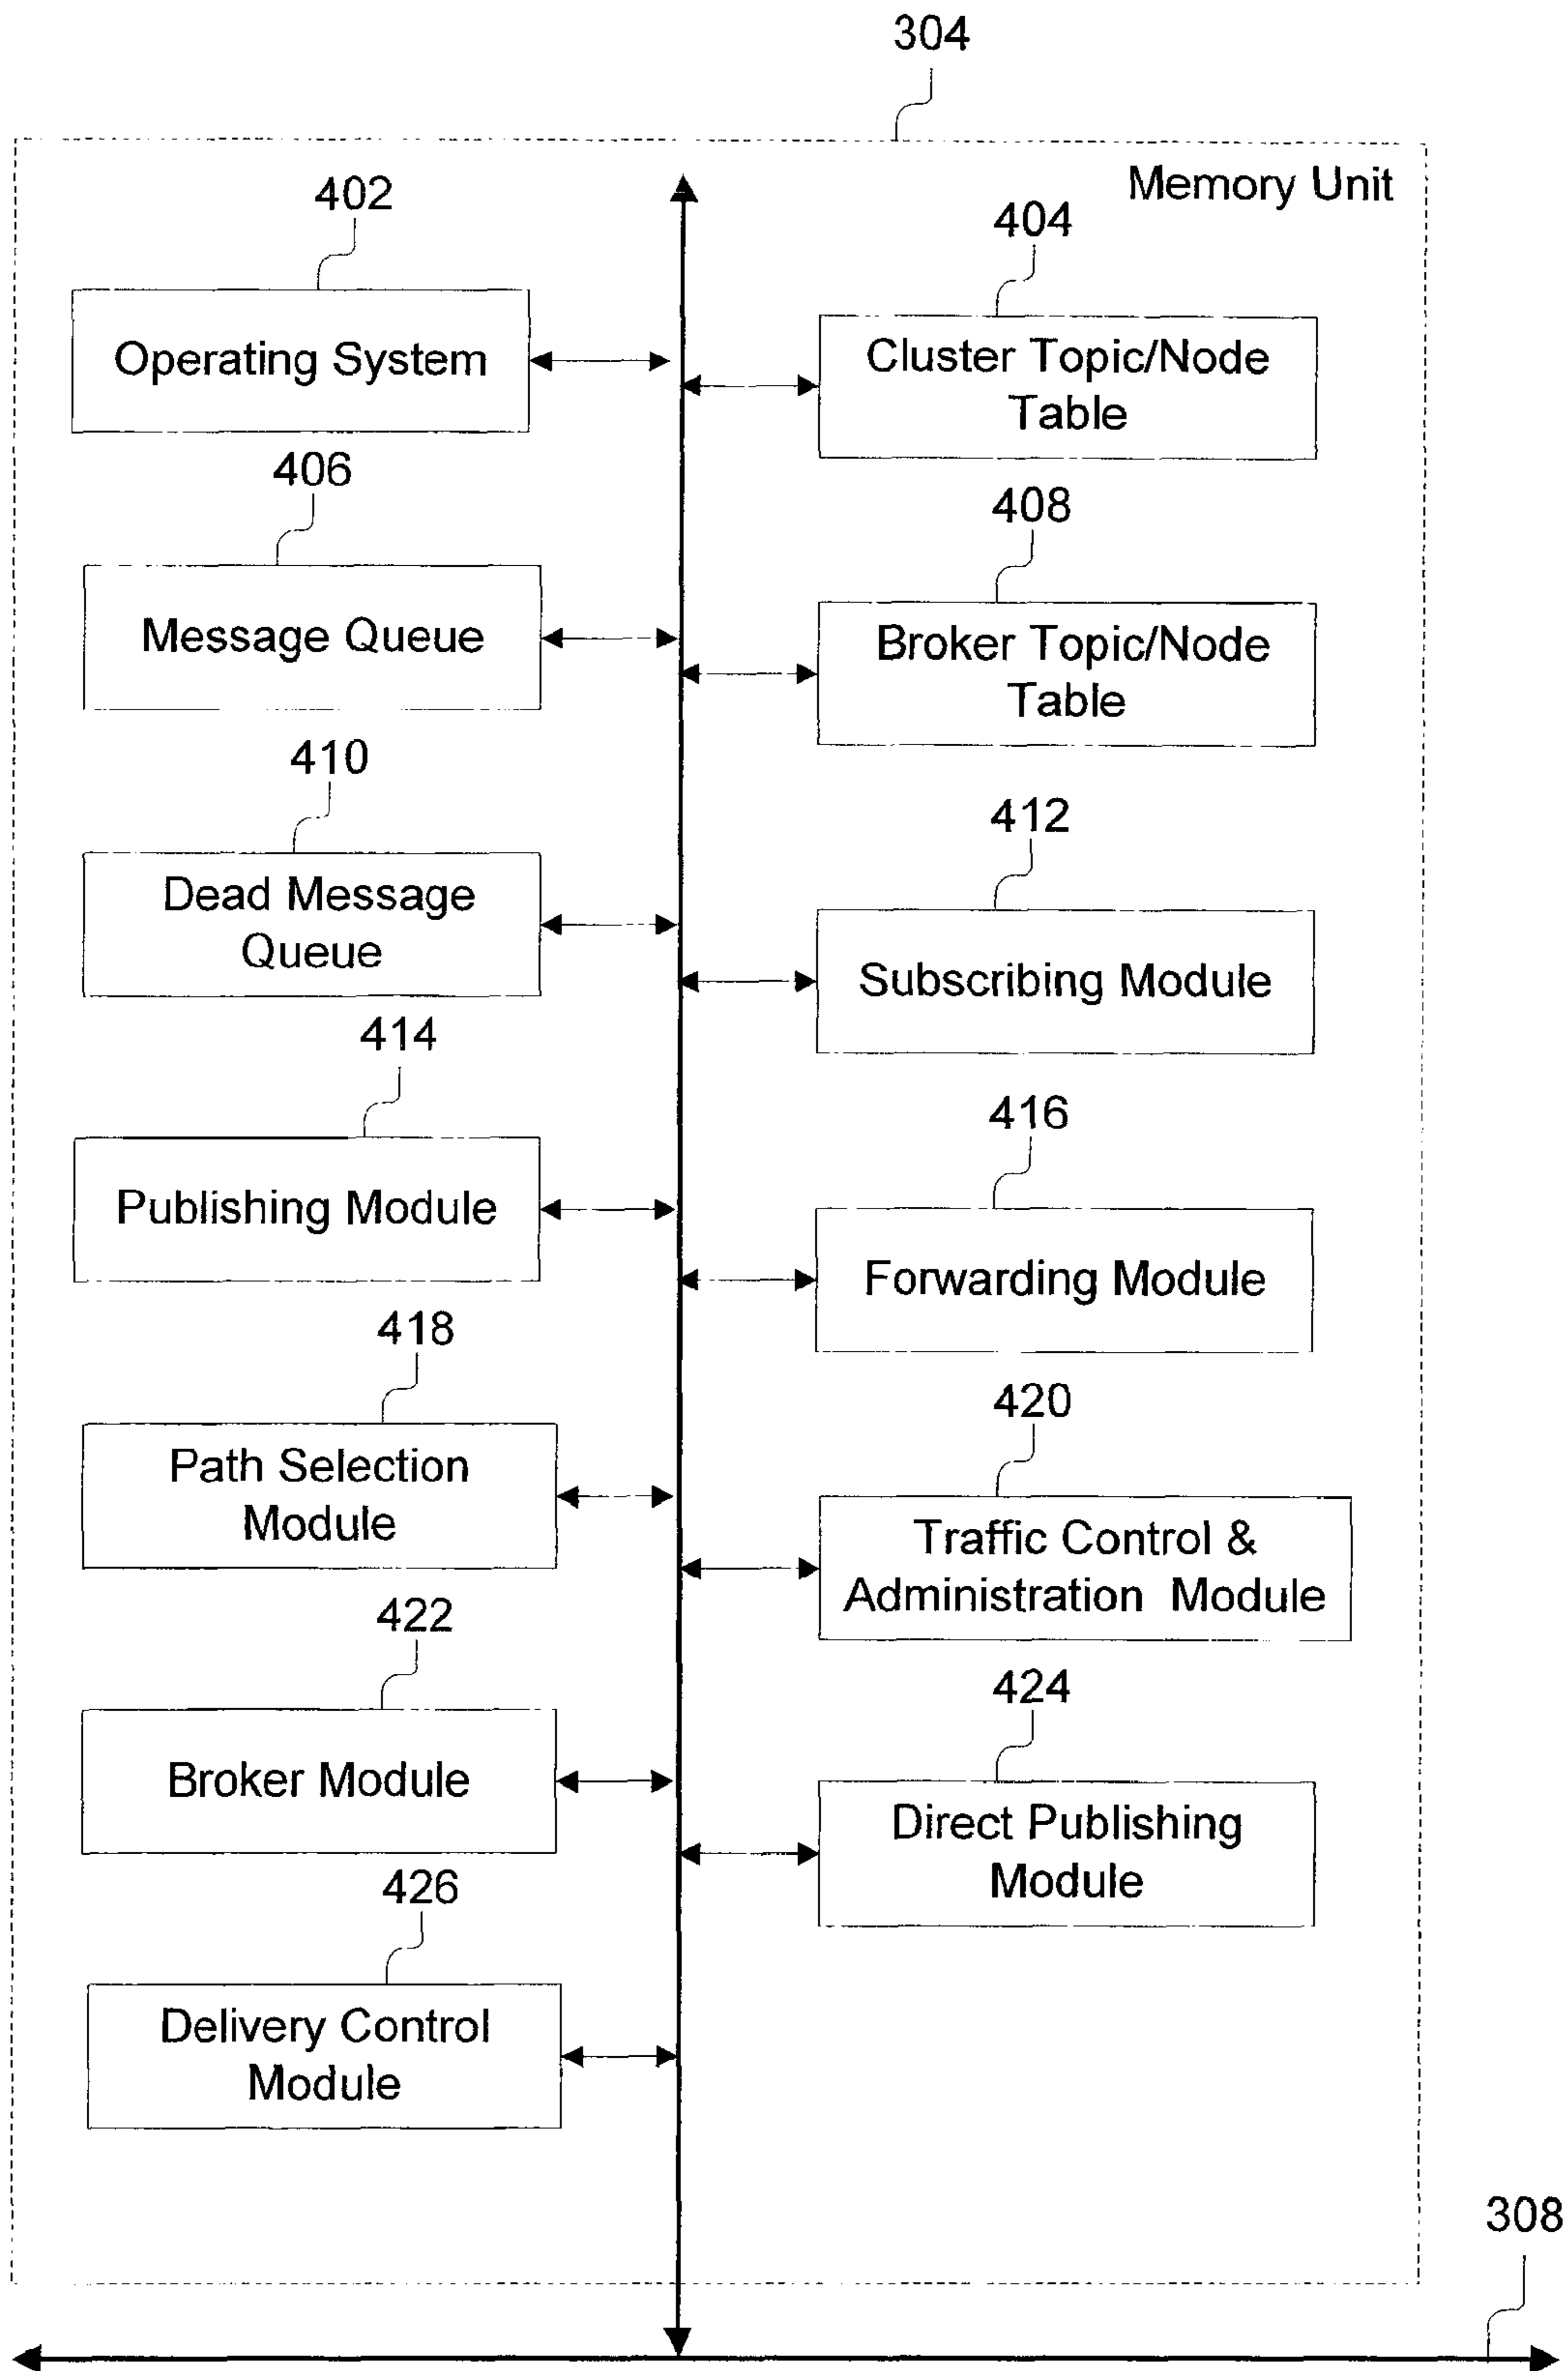 304
Memory Unit
402
404
Operating System
Cluster Topic/Node
Table
406
408
Message Queue
Broker Topic/Node
Table
410
412
Dead Message
Queue
Subscribing Module
414
416
Publishing Module
Forwarding Module
418
420
Path Selection
Module
Traffic Control &
Administration Module
422
424
Broker Module
Direct Publishing
Module
426
Delivery Control
Module
308